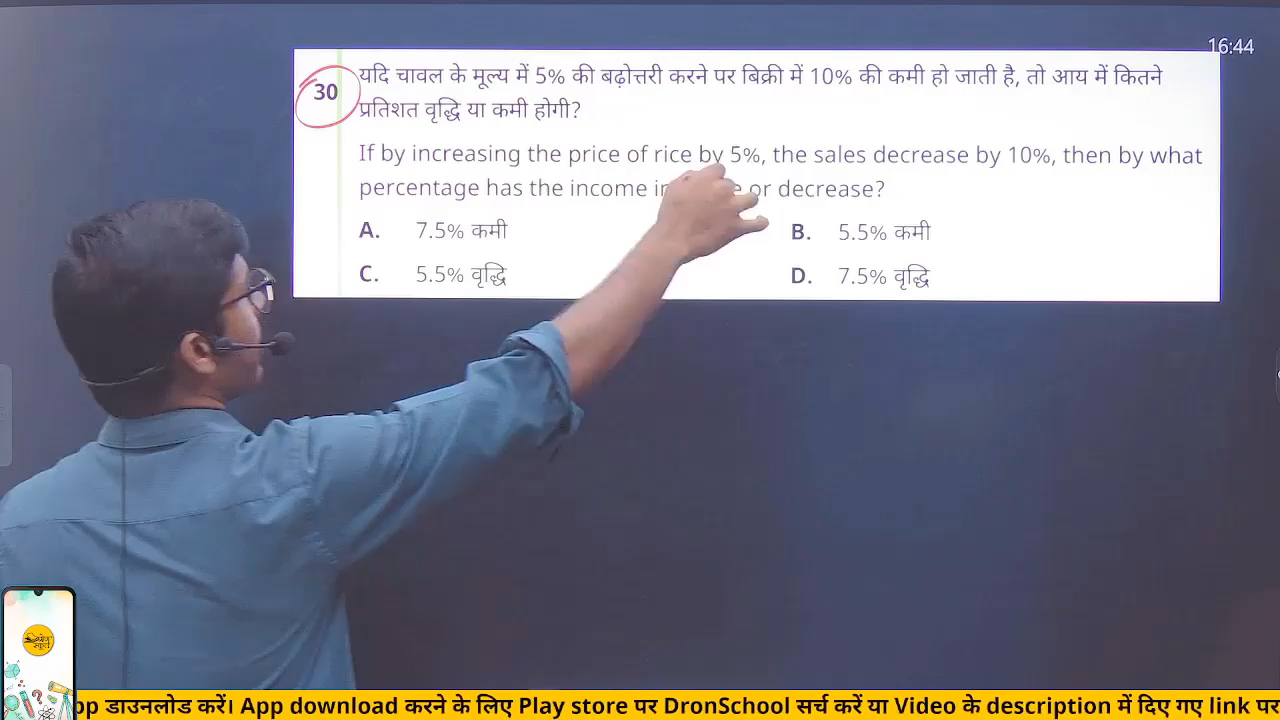 16:44
30
यदि चावल के मूल्य में 5% की बढ़ोत्तरी करने पर बिक्री में 10% की कमी हो जाती है, तो आय में कितने
प्रतिशत वृद्धि या कमी होगी?
If by increasing the price of rice by 5%, the sales decrease by 10%, then by what
percentage has the income or decrease?
A. 7.5% कमी
B. 5.5% कमी
C. 5.5% वृद्धि
D. 7.5% वृद्धि
डाउनलोड करें। App download करने के लिए Play store पर DronSchool सर्च करें या Video के description में दिए गए link पर